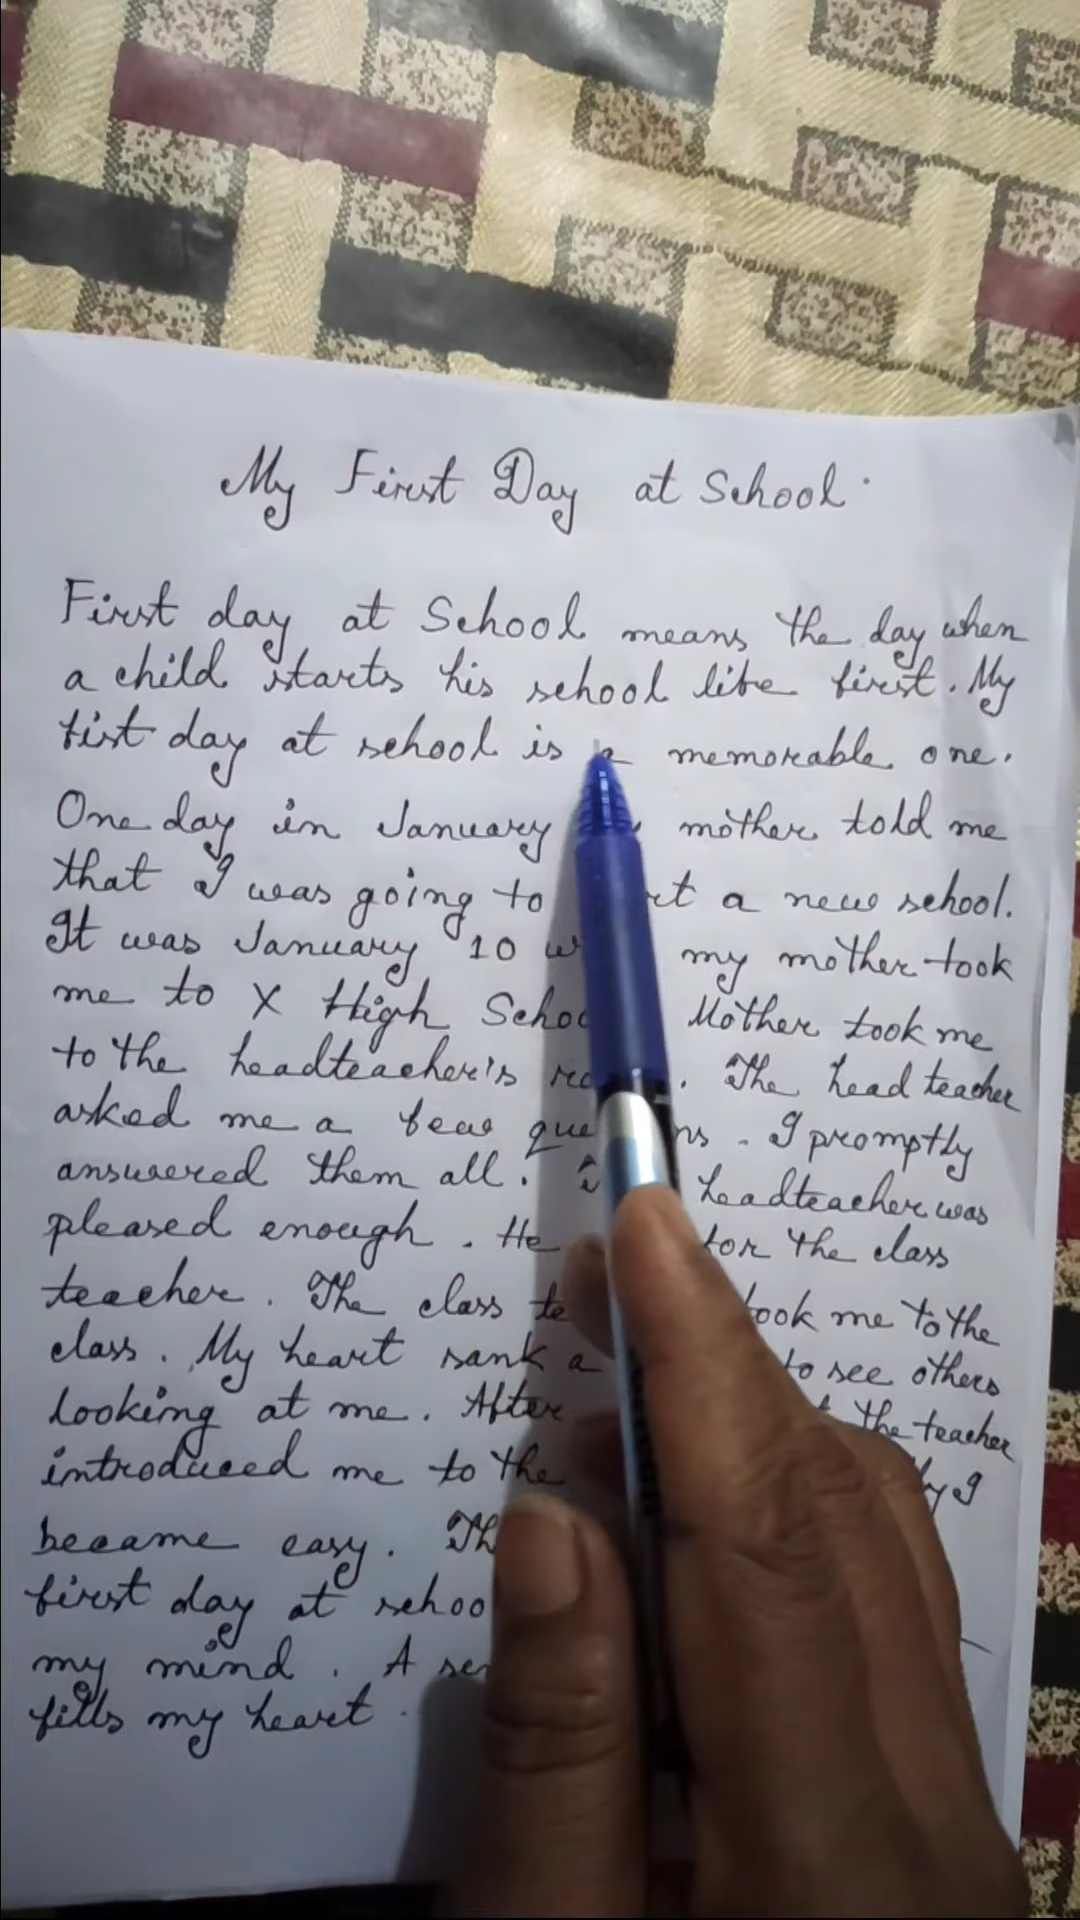 My First Day at School.
First day at School means the day when
a child starts his school life first. My
fist day at school is a memorable one.
One day in January mother told me
that I was going to a new school.
It was January 10 my mother took
me to X High School Mother took me
to the headteacher's . The head teacher
asked me a few . I promptly
answered them all. headteacher was
pleased enough. He for the class
teacher. The class took me to the
class. My heart sank to see others
looking at me. After the teacher
introduced me to the I
became easy.
first day at
my mind. A
fills my heart.